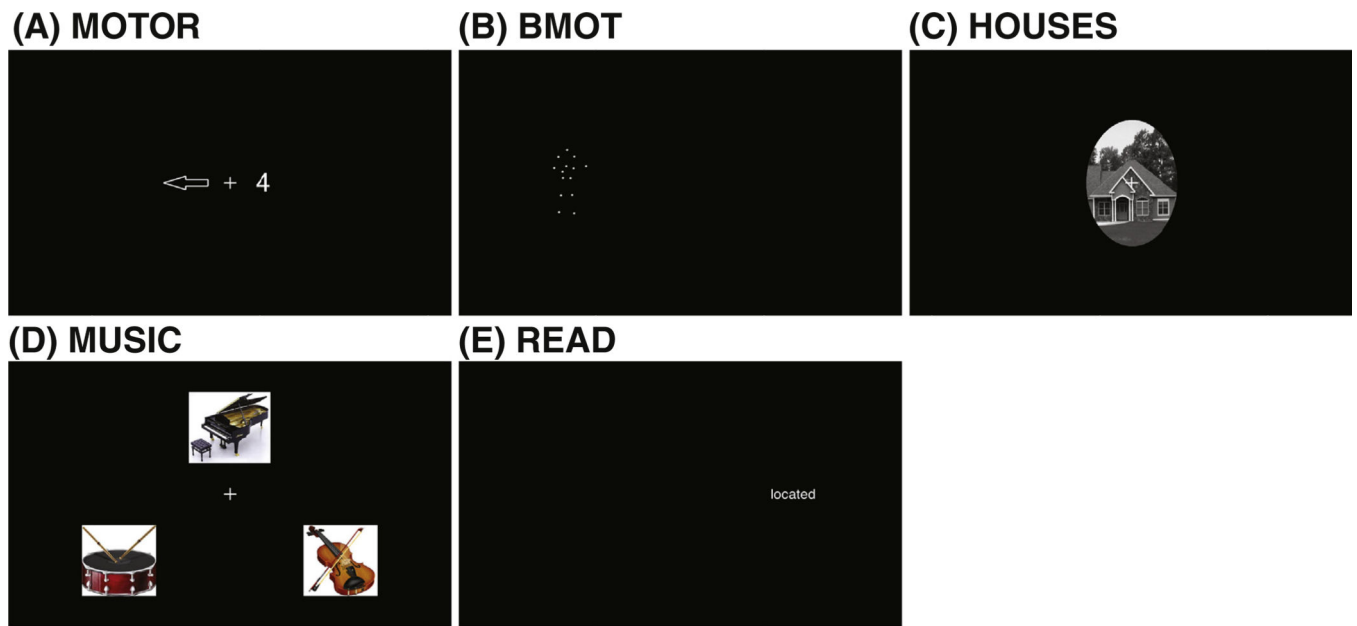 (A) MOTOR
(B) BMOT
(C) HOUSES
+ 4
(D) MUSIC
(E) READ
+
located